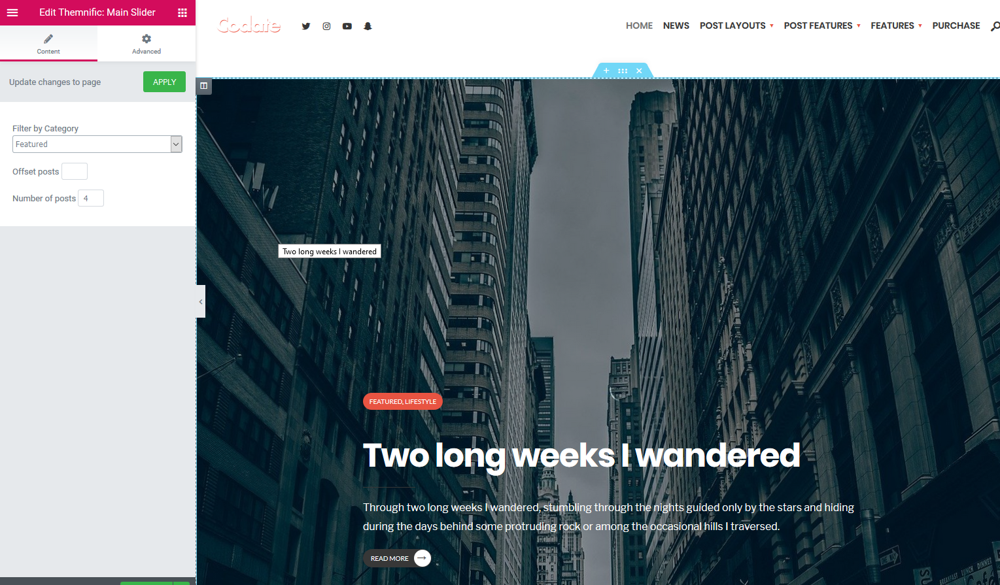 Edit Themnific: Main Slider
Content
Advanced
Update changes to page
APPLY
Filter by Category
Featured
Offset posts
Number of posts 4
Codate
HOME NEWS POST LAYOUTS POST FEATURES FEATURES PURCHASE
Two long weeks I wandered
FEATURED, LIFESTYLE
Two long weeks I wandered
Through two long weeks I wandered, stumbling through the nights guided only by the stars and hiding
during the days behind some protruding rock or among the occasional hills I traversed.
READ MORE
BREAKFAST LUNCH DINNER